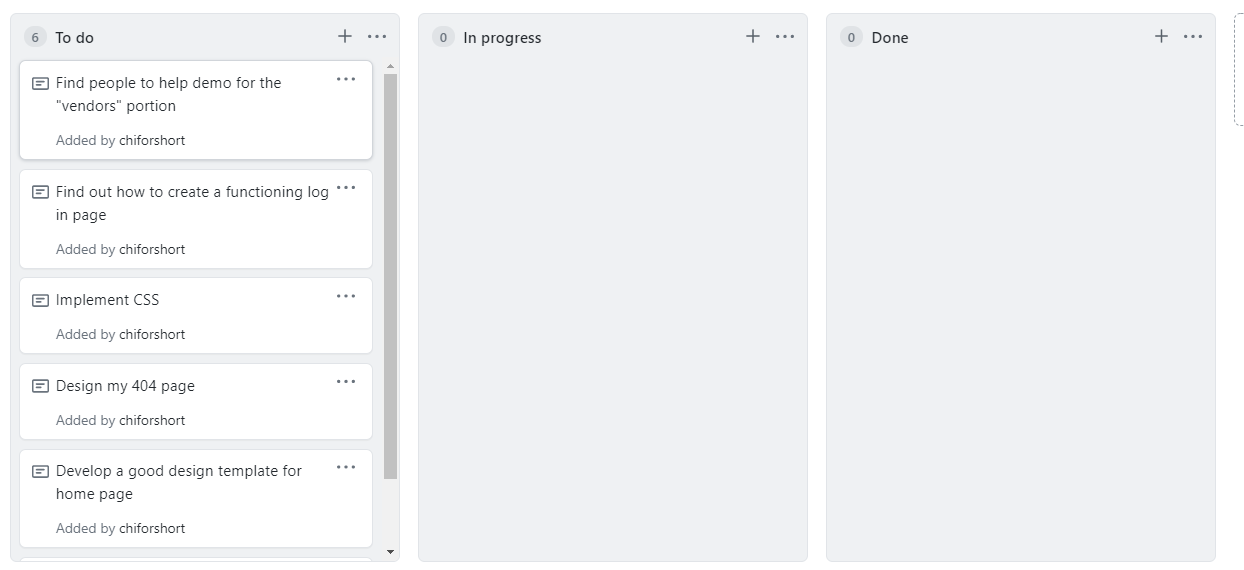 6 To do
Find people to help demo for the
"vendors" portion
Added by chiforshort
Find out how to create a functioning log
in page
Added by chiforshort
Implement CSS
Added by chiforshort
Design my 404 page
Added by chiforshort
Develop a good design template for
home page
Added by chiforshort
0 In progress
0 Done